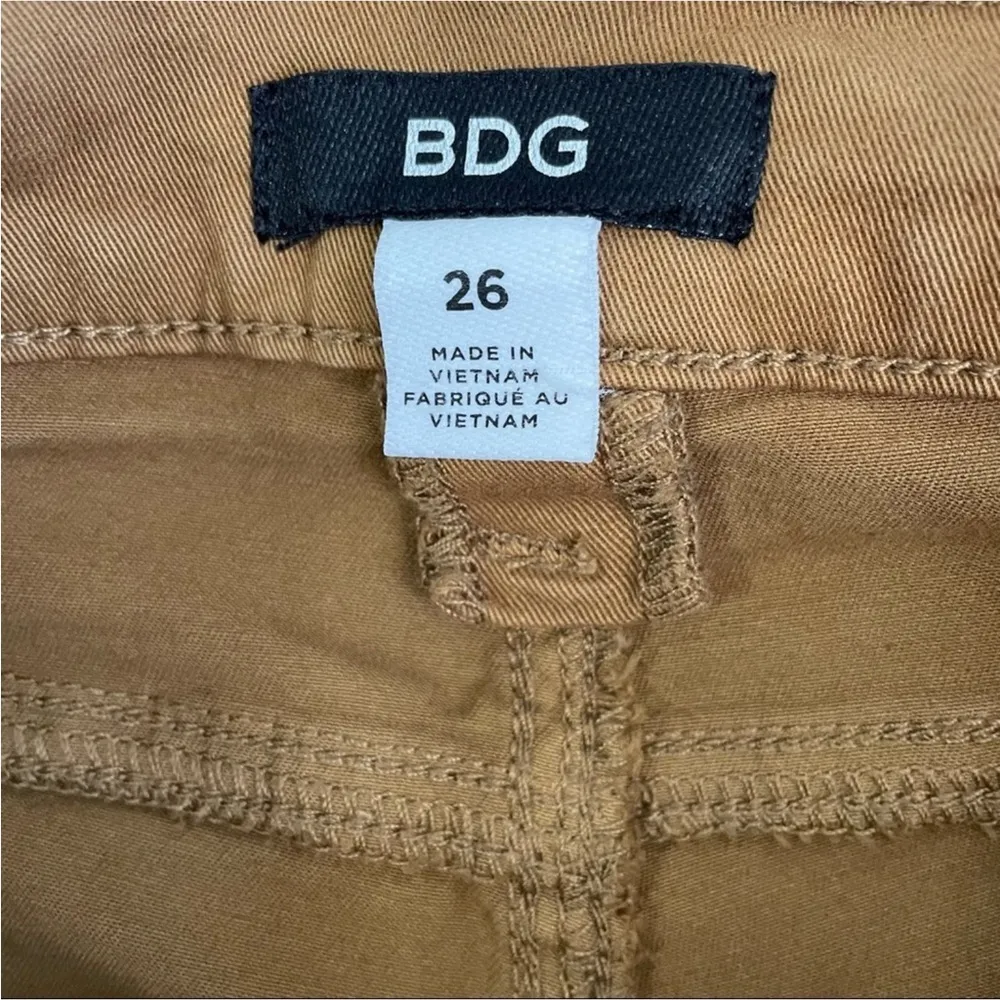 BDG
26
MADE IN
VIETNAM
FABRIQUÉ AU
VIETNAM